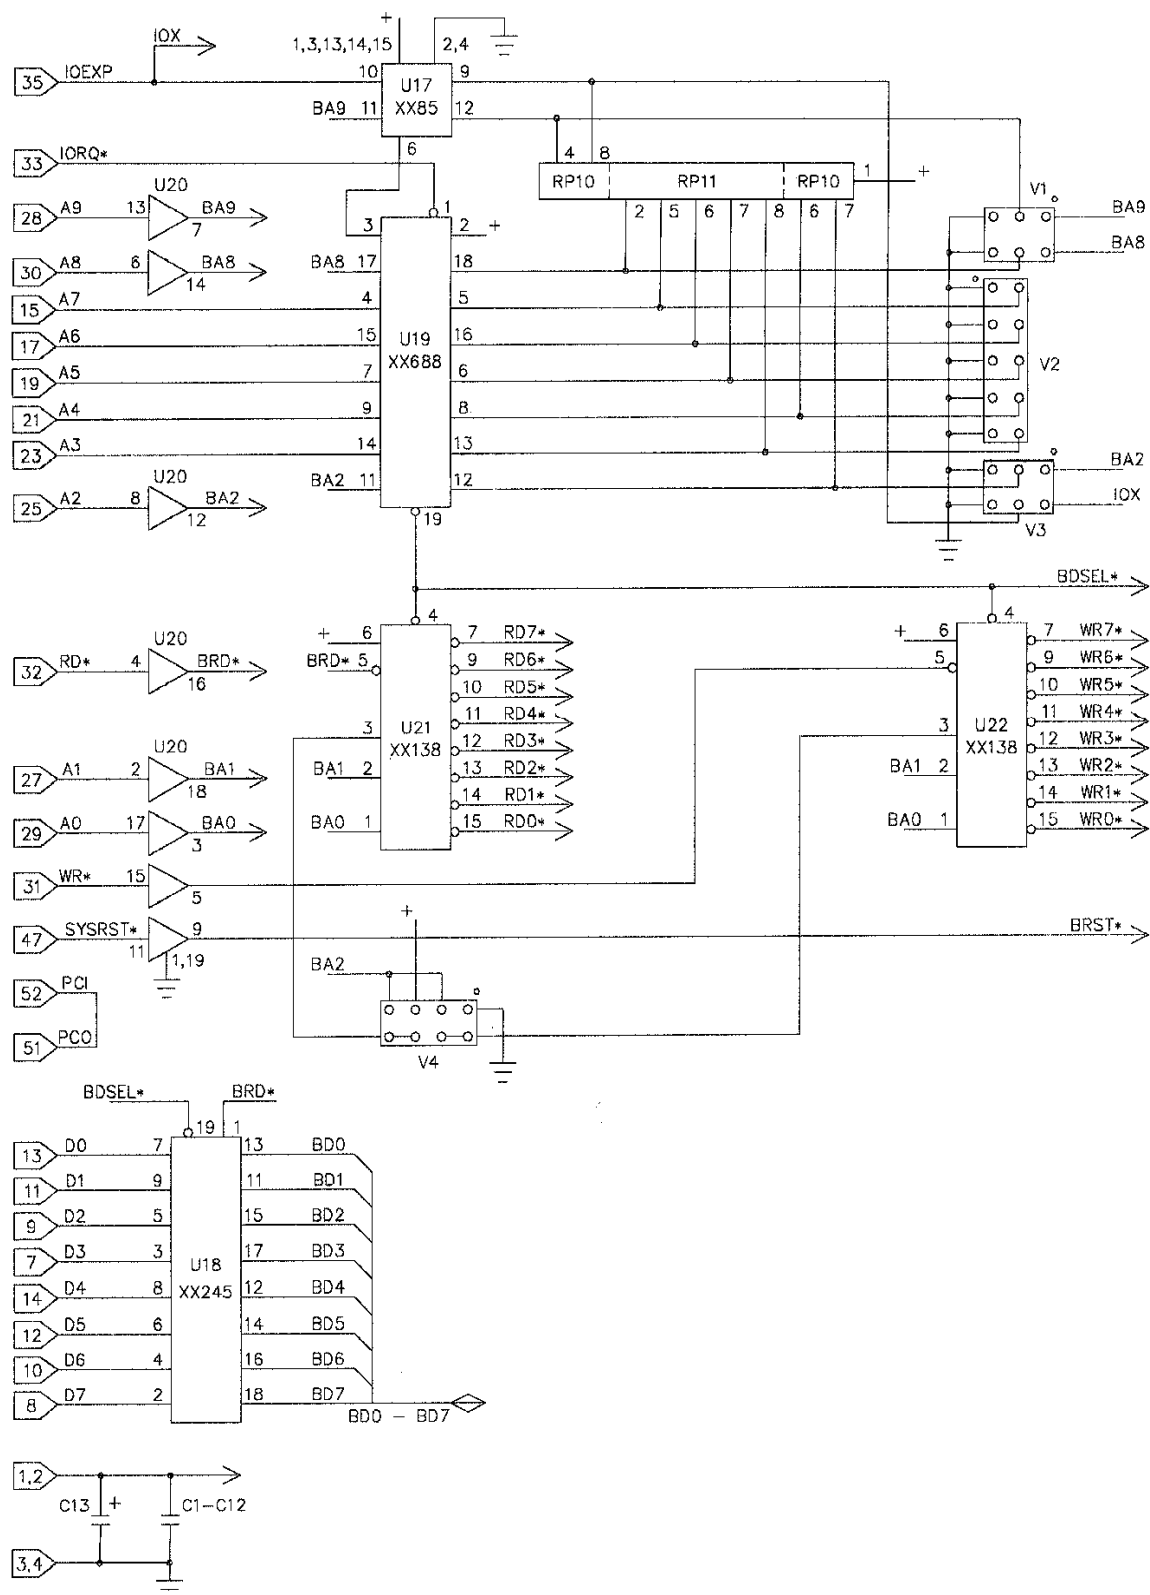 +
IOX
1,3,13,14,15 2,4
35 IOEXP 10 U17 9
BA9 11 XX85 12
6
33 IORQ*
4 8
RP10 RP11 RP10 1 +
2 5 6 7 8 6 7
U20
28 A9 13 BA9
7
1
3 2 +
V1
BA9
BA8
30 A8 6 BA8
14
BA8 17 18
15 A7 4 5
17 A6 15 U19 16
XX688
V2
19 A5 7 6
21 A4 9 8
23 A3 14 13
U20
BA2 11 12
BA2
25 A2 8 BA2
12
IOX
19
V3
BDSEL*
4 4
U20
32 RD* 4 BRD*
16
+ 6 7 RD7*
BRD* 5 9 RD6*
10 RD5*
3 U21 11 RD4*
XX138 12 RD3*
BA1 2 13 RD2*
14 RD1*
BA0 1 15 RD0*
+ 6 7 WR7*
5 9 WR6*
10 WR5*
3 U22 11 WR4*
XX138 12 WR3*
BA1 2 13 WR2*
14 WR1*
BA0 1 15 WR0*
U20
27 A1 2 BA1
18
29 A0 17 BA0
3
31 WR* 15
5
47 SYSRST* 9
11 1,19
BRST*
+
BA2
V4
52 PCI
51 PCO
BDSEL* BRD*
19 1
13 D0 7 13 BD0
11 D1 9 11 BD1
9 D2 5 15 BD2
7 D3 3 U18 17 BD3
14 D4 8 XX245 12 BD4
12 D5 6 14 BD5
10 D6 4 16 BD6
8 D7 2 18 BD7
BD0 - BD7
1,2
C13 + C1-C12
3,4